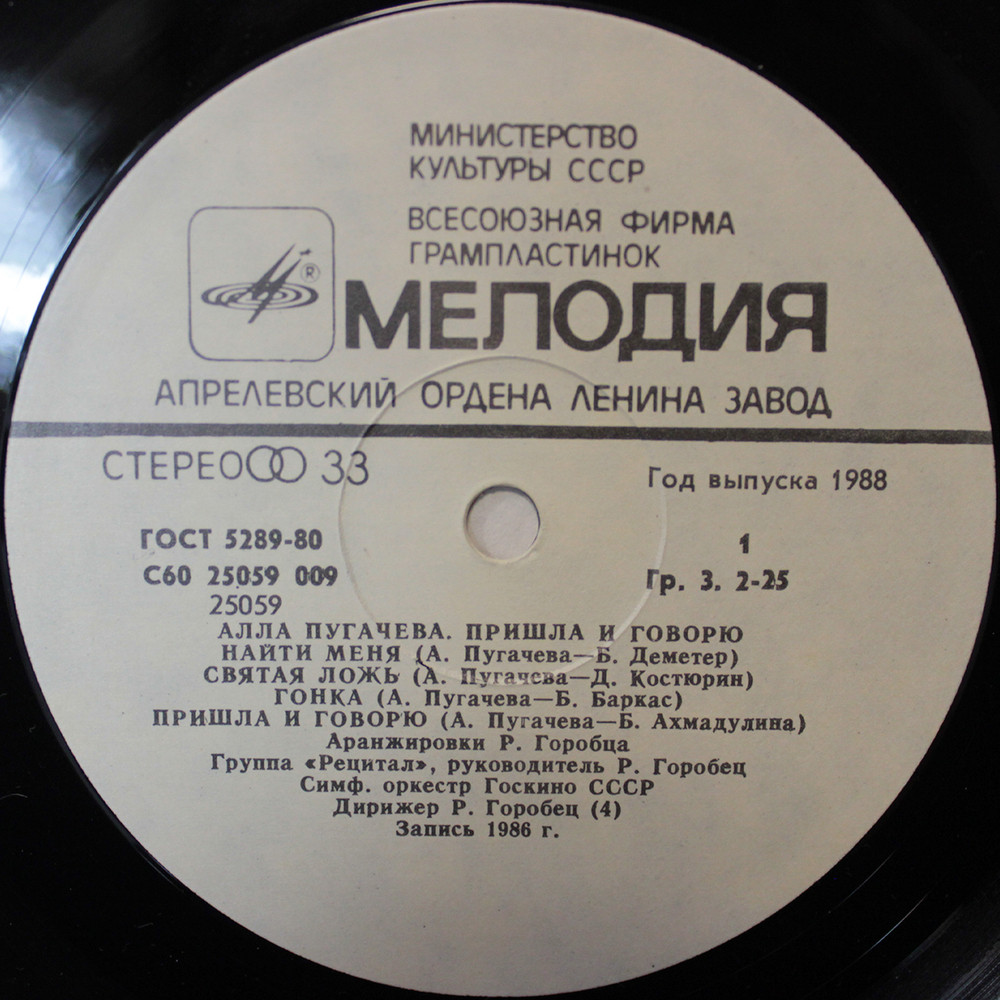 МИНИСТЕРСТВО
КУЛЬТУРЫ СССР
ВСЕСОЮЗНАЯ ФИРМА
ГРАМПЛАСТИНОК
®
МЕЛОДИЯ
АПРЕЛЕВСКИЙ ОРДЕНА ЛЕНИНА ЗАВОД
СТЕРЕО 33
Год выпуска 1988
ГОСТ 5289-80
1
С60 25059 009
Гр. 3. 2-25
25059
АЛЛА ПУГАЧЕВА. ПРИШЛА И ГОВОРЮ
НАЙТИ МЕНЯ (А. Пугачева—Б. Деметер)
СВЯТАЯ ЛОЖЬ (А. Пугачева—Д. Костюрин)
ГОНКА (А. Пугачева—Б. Баркас)
ПРИШЛА И ГОВОРЮ (А. Пугачева—Б. Ахмадулина)
Аранжировки Р. Горобца
Группа «Рецитал», руководитель Р. Горобец
Симф. оркестр Госкино СССР
Дирижер Р. Горобец (4)
Запись 1986 г.